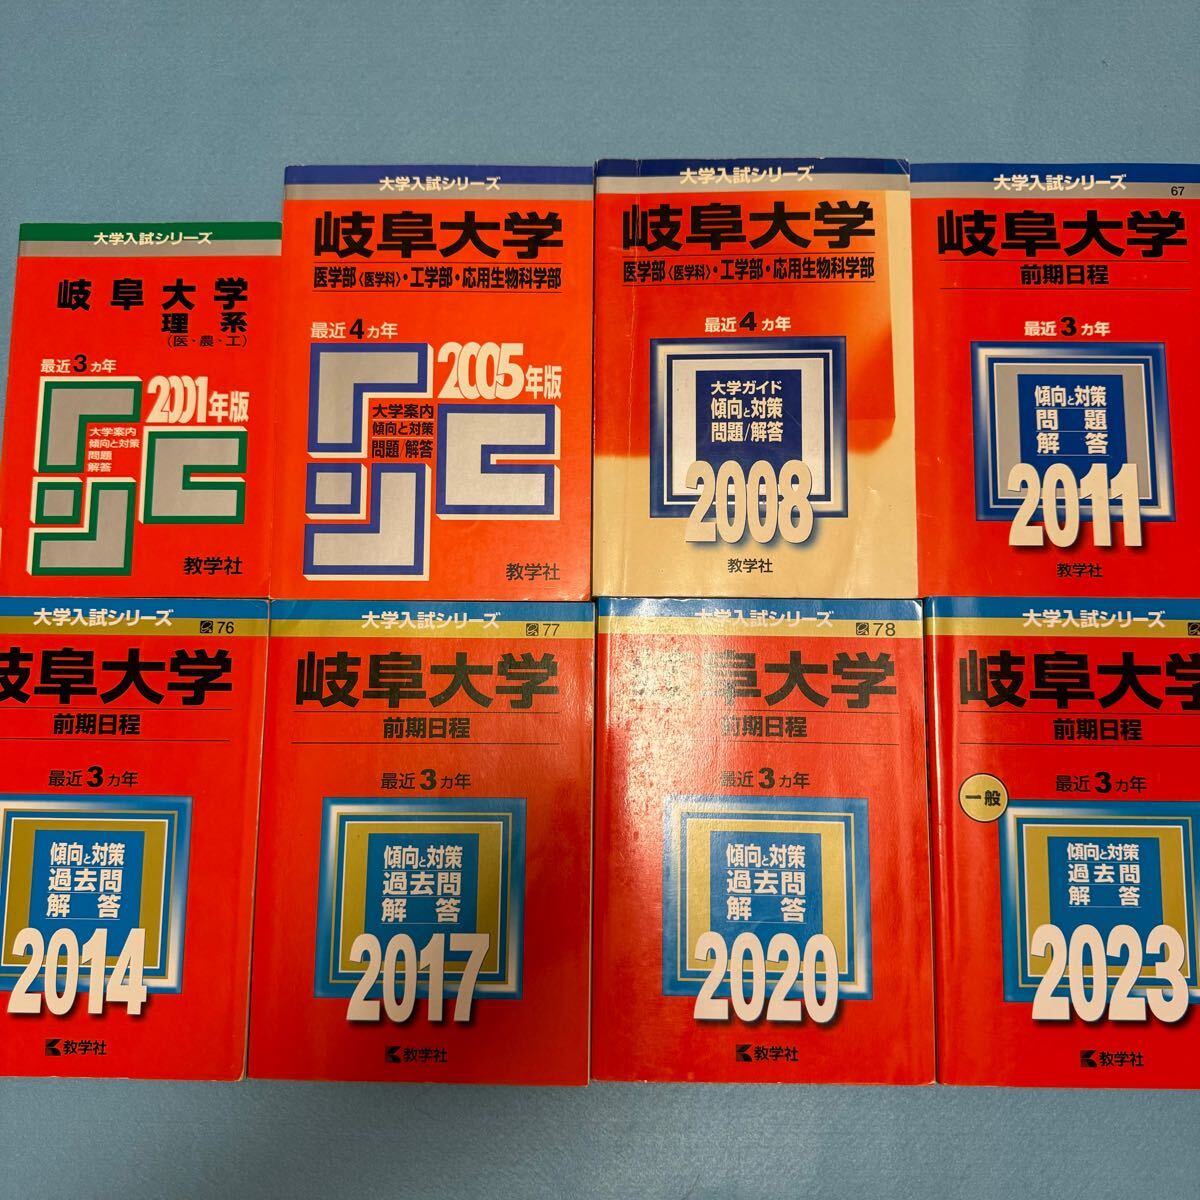 大学入試シリーズ
岐阜大学
理系
(医・農・工)
最近3ヵ年
2001年版
大学案内
傾向と対策
問題
解答
教学社
大学入試シリーズ
岐阜大学
医学部〈医学科〉・工学部・応用生物科学部
最近4ヵ年
2005年版
大学案内
傾向と対策
問題/解答
教学社
大学入試シリーズ
岐阜大学
医学部〈医学科〉・工学部・応用生物科学部
最近4ヵ年
大学ガイド
傾向と対策
問題/解答
2008
教学社
大学入試シリーズ
67
岐阜大学
前期日程
最近3ヵ年
傾向と対策
問題
解答
2011
教学社
大学入試シリーズ
76
岐阜大学
前期日程
最近3ヵ年
傾向と対策
過去問
解答
2014
教学社
大学入試シリーズ
77
岐阜大学
前期日程
最近3ヵ年
傾向と対策
過去問
解答
2017
教学社
大学入試シリーズ
78
岐阜大学
前期日程
最近3ヵ年
傾向と対策
過去問
解答
2020
教学社
大学入試シリーズ
岐阜大学
前期日程
最近3ヵ年
一般
傾向と対策
過去問
解答
2023
教学社